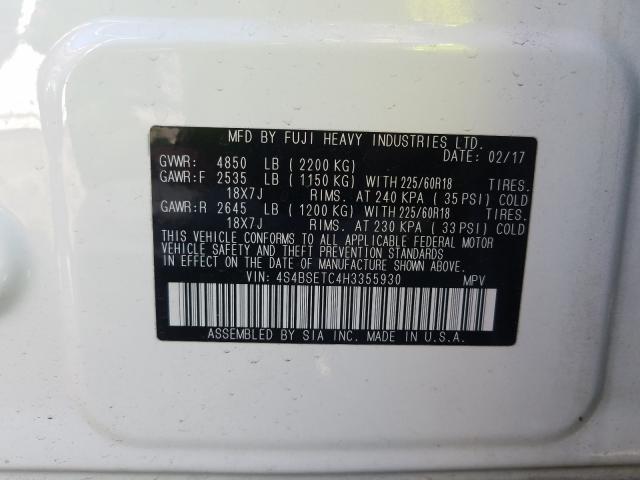 MFD BY FUJI HEAVY INDUSTRIES LTD.
DATE: 02/17
GVWR: 4850 LB (2200 KG)
GAWR:F 2535 LB (1150 KG) WITH 225/60R18 TIRES.
18X7J RIMS. AT 240 KPA (35 PSI) COLD
GAWR:R 2645 LB (1200 KG) WITH 225/60R18 TIRES.
18X7J RIMS. AT 230 KPA (33 PSI) COLD
THIS VEHICLE CONFORMS TO ALL APPLICABLE FEDERAL MOTOR
VEHICLE SAFETY AND THEFT PREVENTION STANDARDS
IN EFFECT ON THE DATE OF MANUFACTURE SHOWN ABOVE.
VIN: 4S4BSETC4H3355930 MPV
ASSEMBLED BY SIA INC. MADE IN U.S.A.